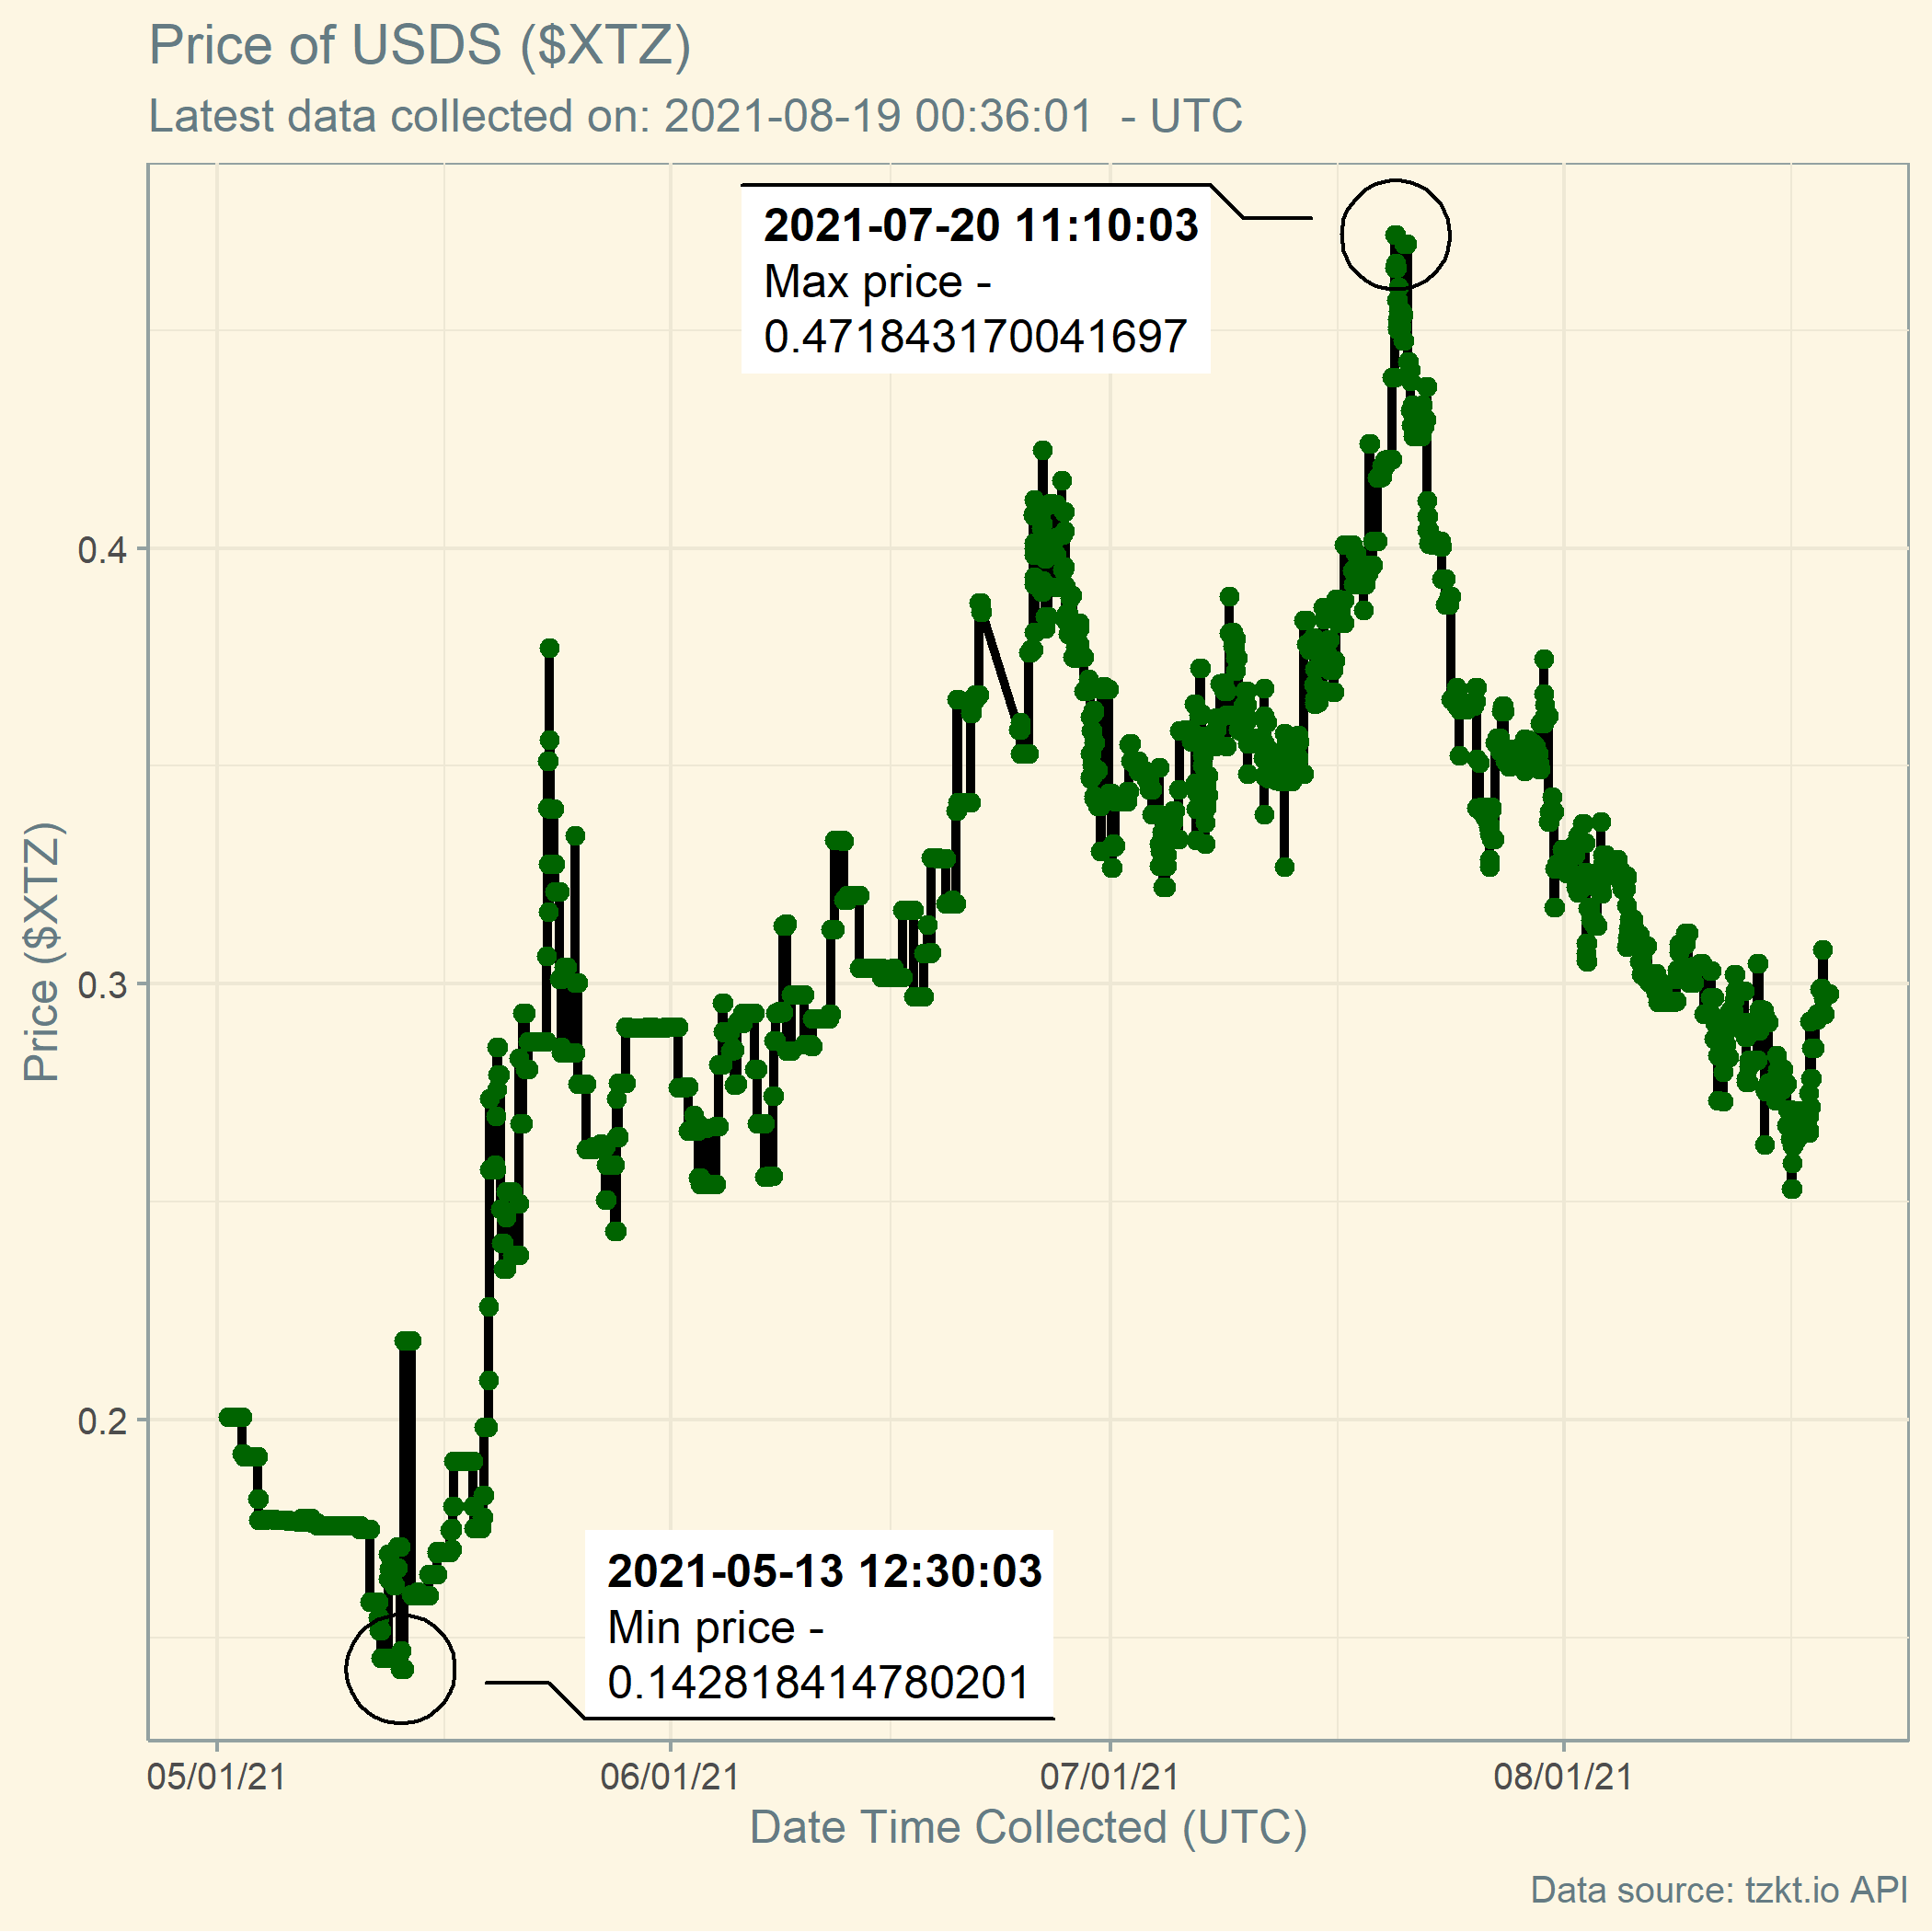 Price of USDS ($XTZ)
Latest data collected on: 2021-08-19 00:36:01  - UTC
2021-07-20 11:10:03
Max price -
0.471843170041697
0.4
0.3
0.2
Price ($XTZ)
2021-05-13 12:30:03
Min price -
0.142818414780201
05/01/21
06/01/21
07/01/21
08/01/21
Date Time Collected (UTC)
Data source: tzkt.io API